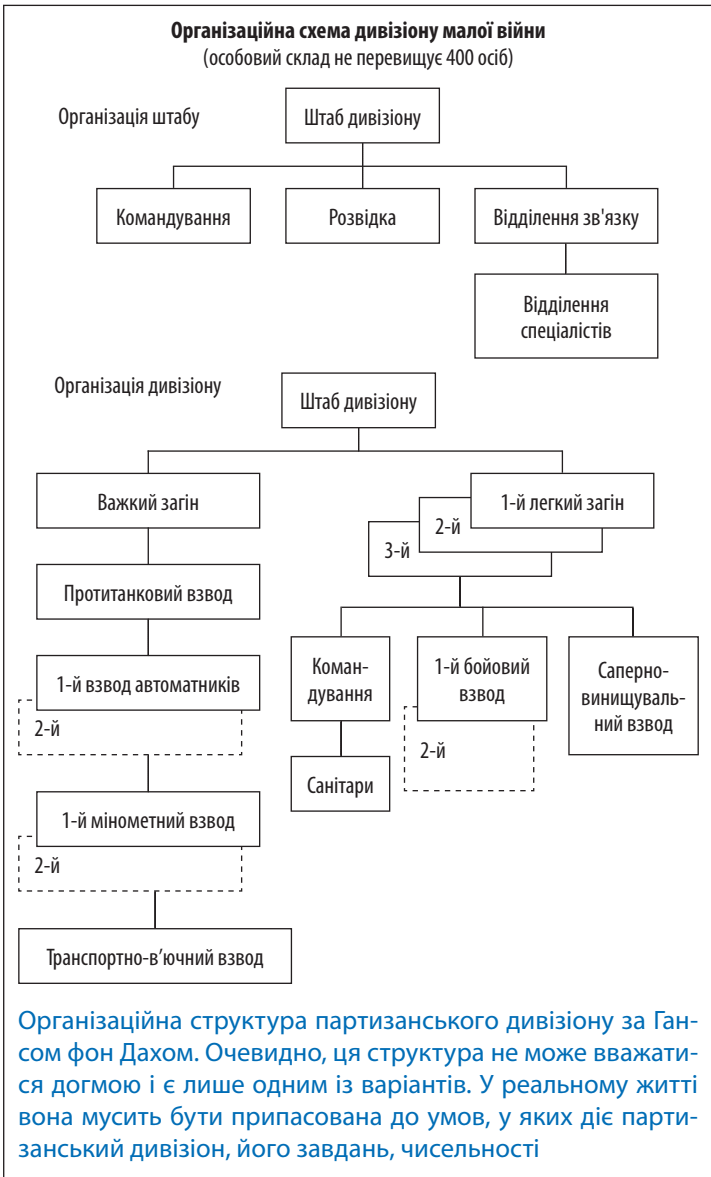 Організаційна схема дивізіону малої війни
(особовий склад не перевищує 400 осіб)
Організація штабу
Штаб дивізіону
Командування
Розвідка
Відділення зв'язку
Відділення
спеціалістів
Організація дивізіону
Штаб дивізіону
Важкий загін
1-й легкий загін
2-й
3-й
Протитанковий взвод
1-й взвод автоматників
2-й
1-й мінометний взвод
2-й
Транспортно-в’ючний взвод
Коман-
дування
Санітари
1-й бойовий
взвод
2-й
Саперно-
винищуваль-
ний взвод
Організаційна структура партизанського дивізіону за Ган-
сом фон Дахом. Очевидно, ця структура не може вважати-
ся догмою і є лише одним із варіантів. У реальному житті
вона мусить бути припасована до умов, у яких діє парти-
занський дивізіон, його завдань, чисельності